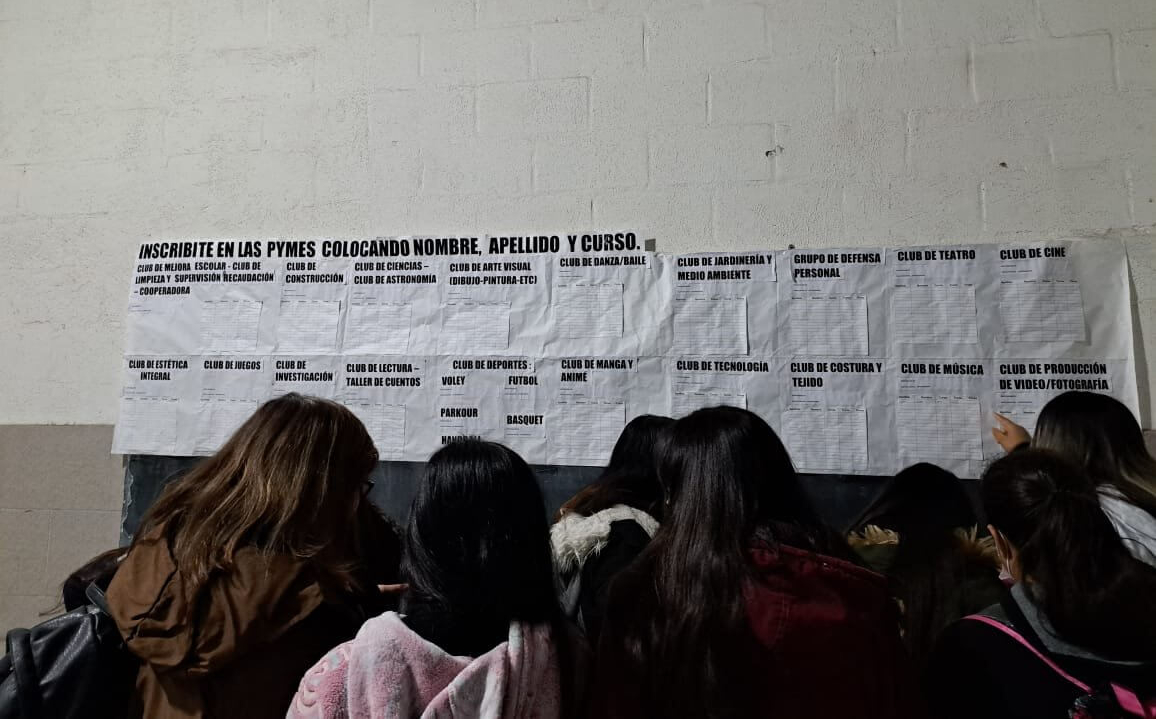 INSCRIBITE EN LAS PYMES COLOCANDO NOMBRE, APELLIDO Y CURSO.
CLUB DE MEJORA ESCOLAR - CLUB DE
LIMPIEZA Y SUPERVISIÓN RECAUDACIÓN
- COOPERADORA
CLUB DE
CONSTRUCCIÓN
CLUB DE CIENCIAS –
CLUB DE ASTRONOMIA
CLUB DE ARTE VISUAL
(DIBUJO-PINTURA-ETC)
CLUB DE DANZA/BAILE
CLUB DE JARDINERÍA Y
MEDIO AMBIENTE
GRUPO DE DEFENSA
PERSONAL
CLUB DE TEATRO
CLUB DE CINE
CLUB DE ESTÉTICA
INTEGRAL
CLUB DE JUEGOS
CLUB DE
INVESTIGACIÓN
CLUB DE LECTURA –
TALLER DE CUENTOS
CLUB DE DEPORTES :
VOLEY FUTBOL
PARKOUR
BASQUET
HANDBALL
CLUB DE MANGA Y
ANIME
CLUB DE TECNOLOGÍA
CLUB DE COSTURA Y
TEJIDO
CLUB DE MÚSICA
CLUB DE PRODUCCIÓN
DE VIDEO/FOTOGRAFÍA